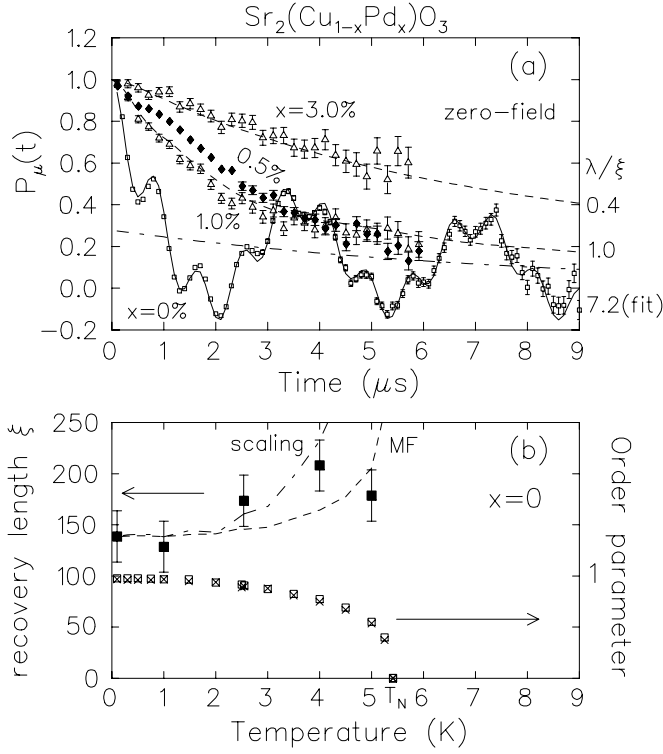 Sr₂(Cu₁₋ₓPdₓ)O₃
1.2
1.0
0.8
0.6
0.4
0.2
0.0
−0.2
P_μ(t)
(a)
zero−field
x=3.0%
0.5%
1.0%
x=0%
λ/ξ
0.4
1.0
7.2(fit)
0 1 2 3 4 5 6 7 8 9
Time (μs)
250
200
150
100
50
0
recovery length ξ
scaling
MF
(b)
x=0
1
Order parameter
0 1 2 3 4 5 6 7 8 9
T_N
Temperature (K)